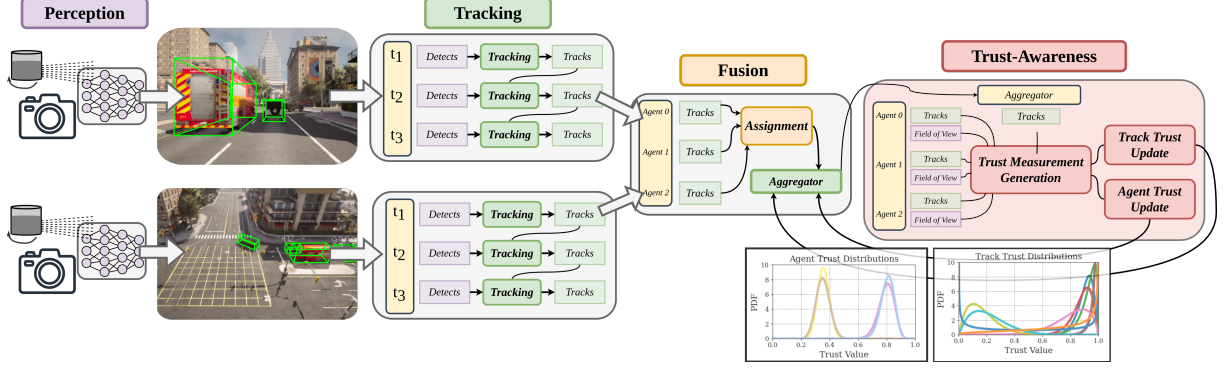 Perception
Tracking
t1
Detects
Tracking
Tracks
t2
Detects
Tracking
Tracks
t3
Detects
Tracking
Tracks
t1
Detects
Tracking
Tracks
t2
Detects
Tracking
Tracks
t3
Detects
Tracking
Tracks
Fusion
Agent 0
Agent 1
Agent 2
Tracks
Tracks
Tracks
Assignment
Aggregator
Trust-Awareness
Aggregator
Tracks
Agent 0
Agent 1
Agent 2
Tracks
Field of View
Tracks
Field of View
Tracks
Field of View
Trust Measurement
Generation
Track Trust
Update
Agent Trust
Update
Agent Trust Distributions
PDF
10
8
6
4
2
0
0.0 0.2 0.4 0.6 0.8 1.0
Trust Value
Track Trust Distributions
PDF
10
8
6
4
2
0
0.0 0.2 0.4 0.6 0.8 1.0
Trust Value